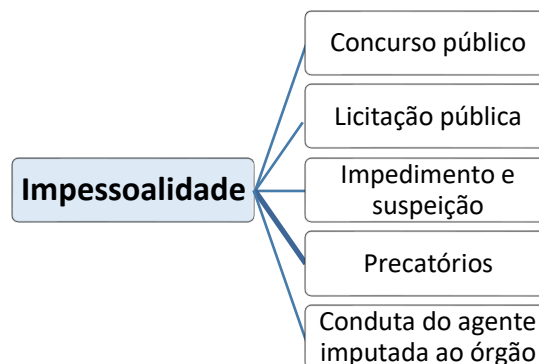 Concurso público
Licitação pública
Impessoalidade
Impedimento e
suspeição
Precatórios
Conduta do agente
imputada ao órgão